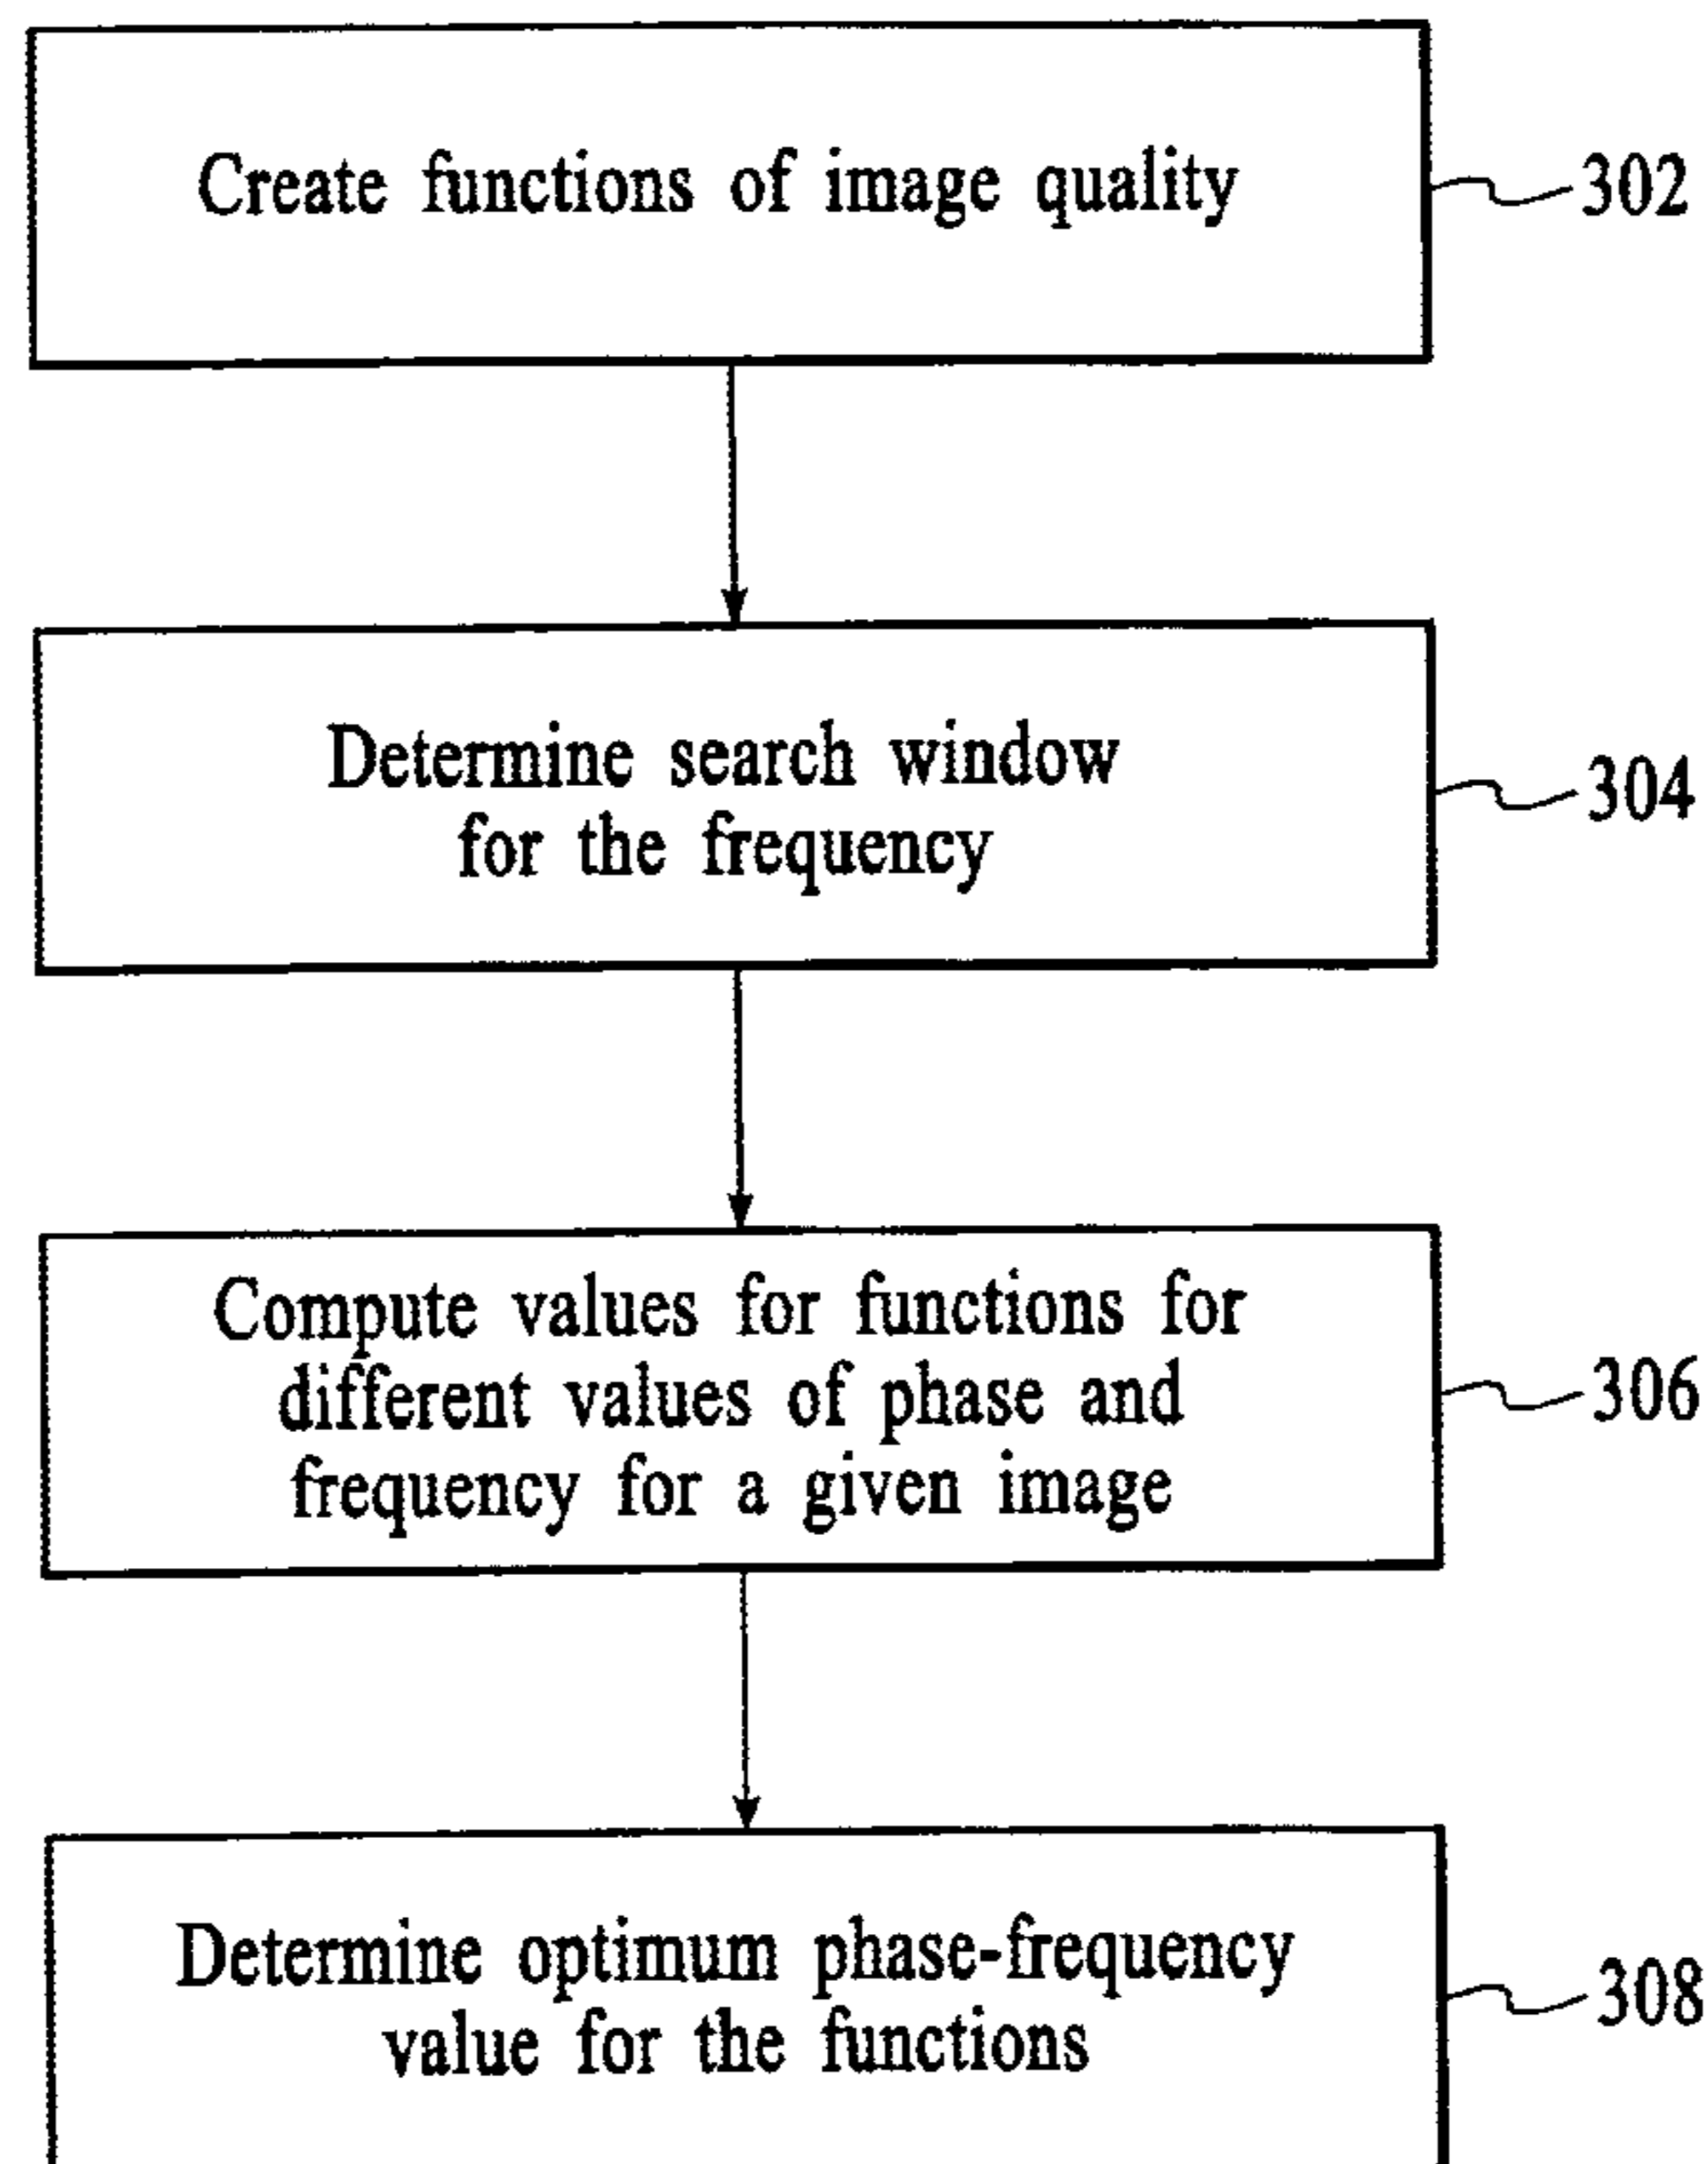 Create functions of image quality
302
Determine search window
for the frequency
304
Compute values for functions for
different values of phase and
frequency for a given image
306
Determine optimum phase-frequency
value for the functions
308